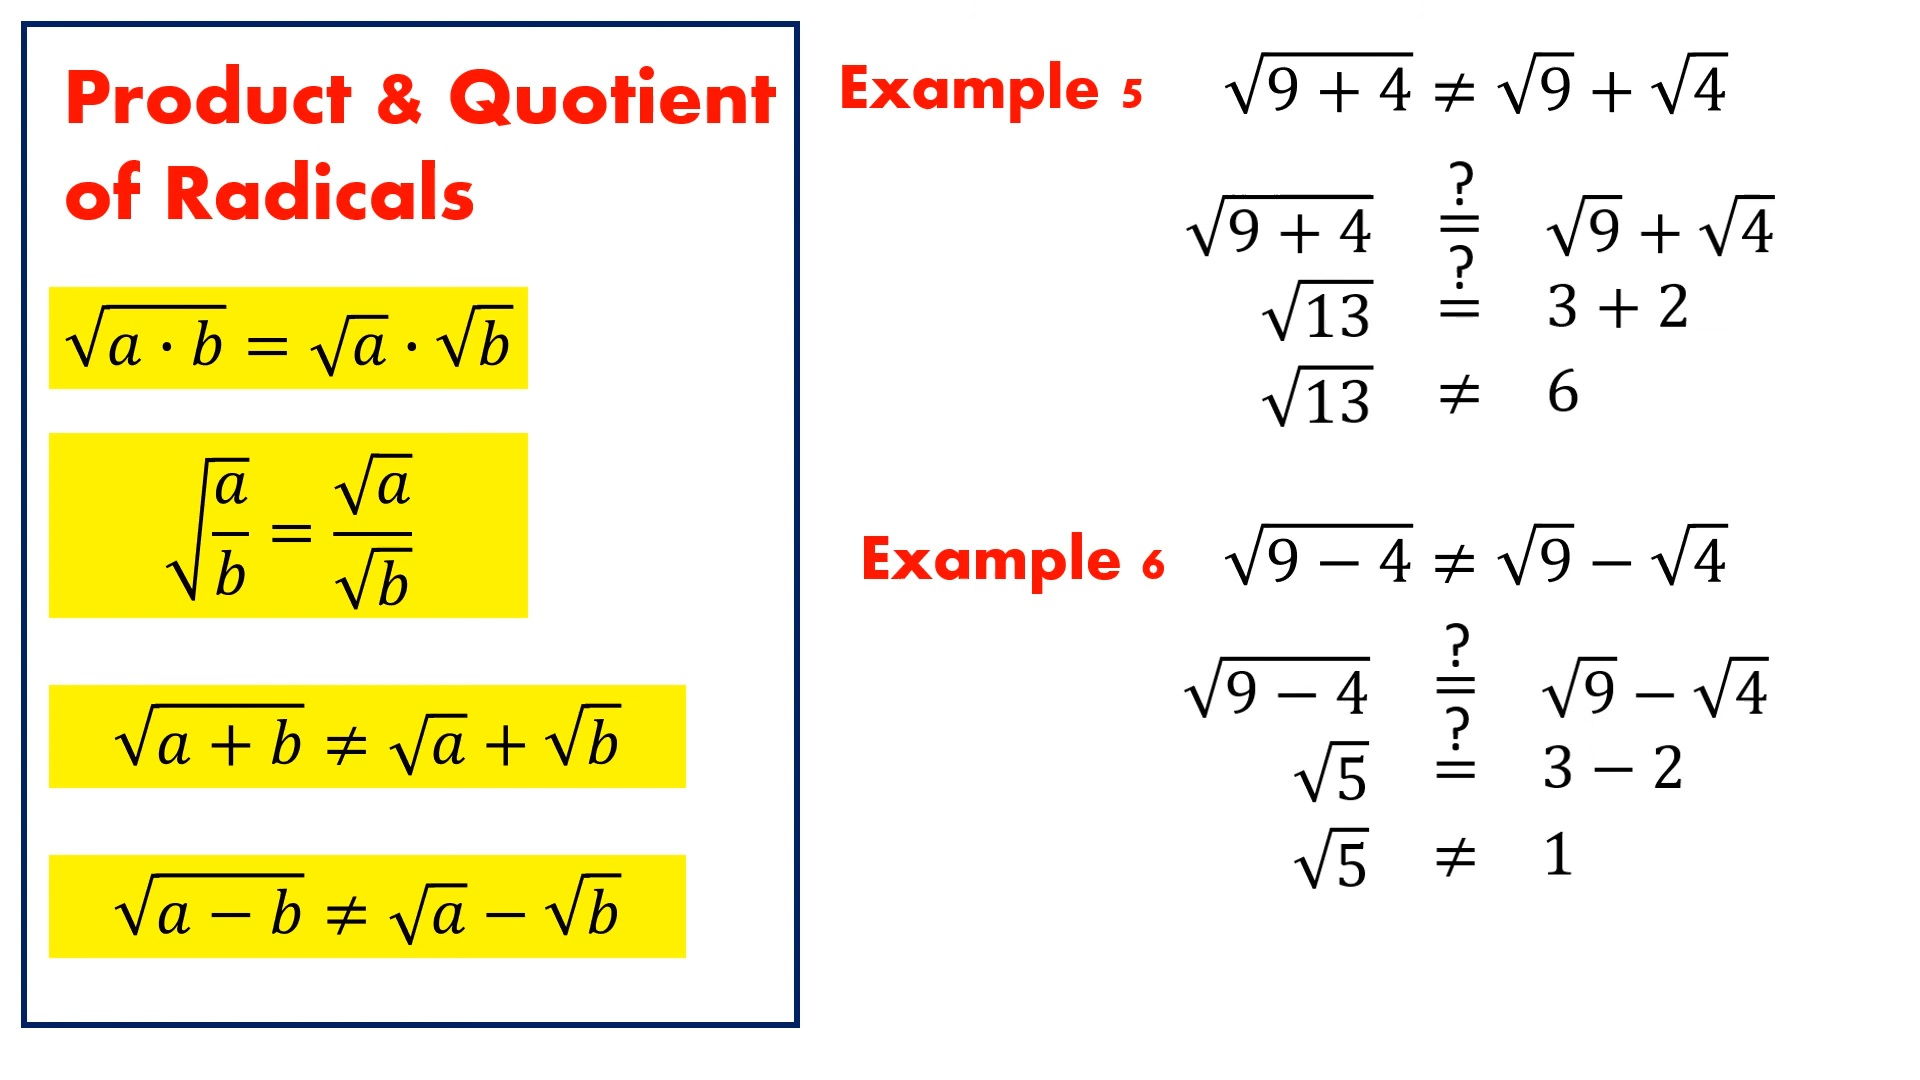 Product & Quotient
of Radicals
√(a · b) = √a · √b
√(a/b) = √a/√b
√(a + b) ≠ √a + √b
√(a − b) ≠ √a − √b
Example 5 √(9 + 4) ≠ √9 + √4
√(9 + 4) ≟ √9 + √4
√13 ≟ 3 + 2
√13 ≠ 6
Example 6 √(9 − 4) ≠ √9 − √4
√(9 − 4) ≟ √9 − √4
√5 ≟ 3 − 2
√5 ≠ 1